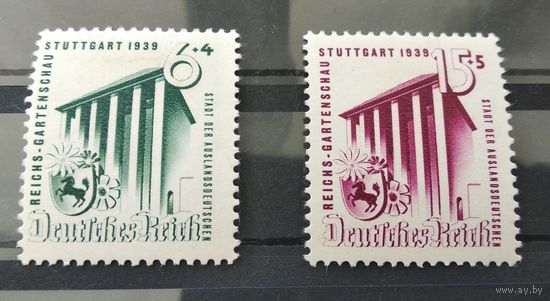 STUTTGART 1939
6+4
REICHS-GARTENSCHAU
STADT DER AUSLANDSDEUTSCHEN
Deutsches Reich
STUTTGART 1939
15+5
REICHS-GARTENSCHAU
STADT DER AUSLANDSDEUTSCHEN
Deutsches Reich
www.ay.by